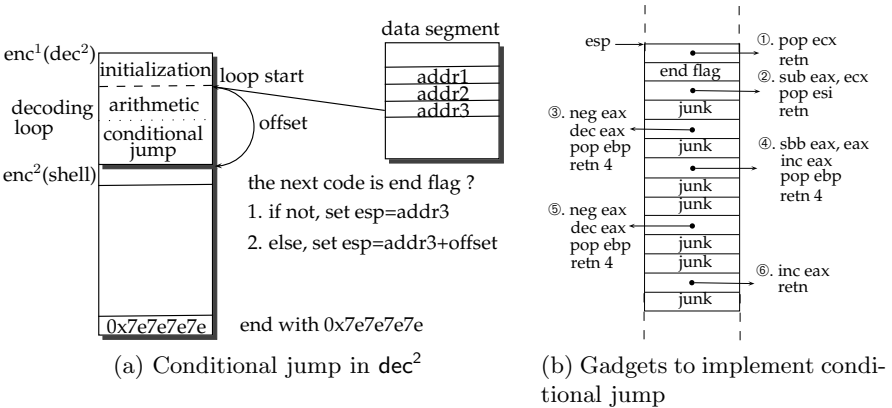 data segment
enc¹(dec²)
initialization
loop start
addr1
addr2
addr3
decoding
loop
arithmetic
offset
conditional
jump
enc²(shell)
the next code is end flag ?
1. if not, set esp=addr3
2. else, set esp=addr3+offset
0x7e7e7e7e
end with 0x7e7e7e7e
(a) Conditional jump in dec²
esp
①. pop ecx
retn
end flag
②. sub eax, ecx
pop esi
retn
junk
③. neg eax
dec eax
pop ebp
retn 4
junk
④. sbb eax, eax
inc eax
pop ebp
retn 4
junk
junk
⑤. neg eax
dec eax
pop ebp
retn 4
junk
junk
⑥. inc eax
retn
junk
(b) Gadgets to implement condi-
tional jump